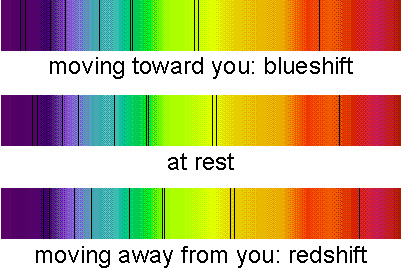 moving toward you: blueshift
at rest
moving away from you: redshift